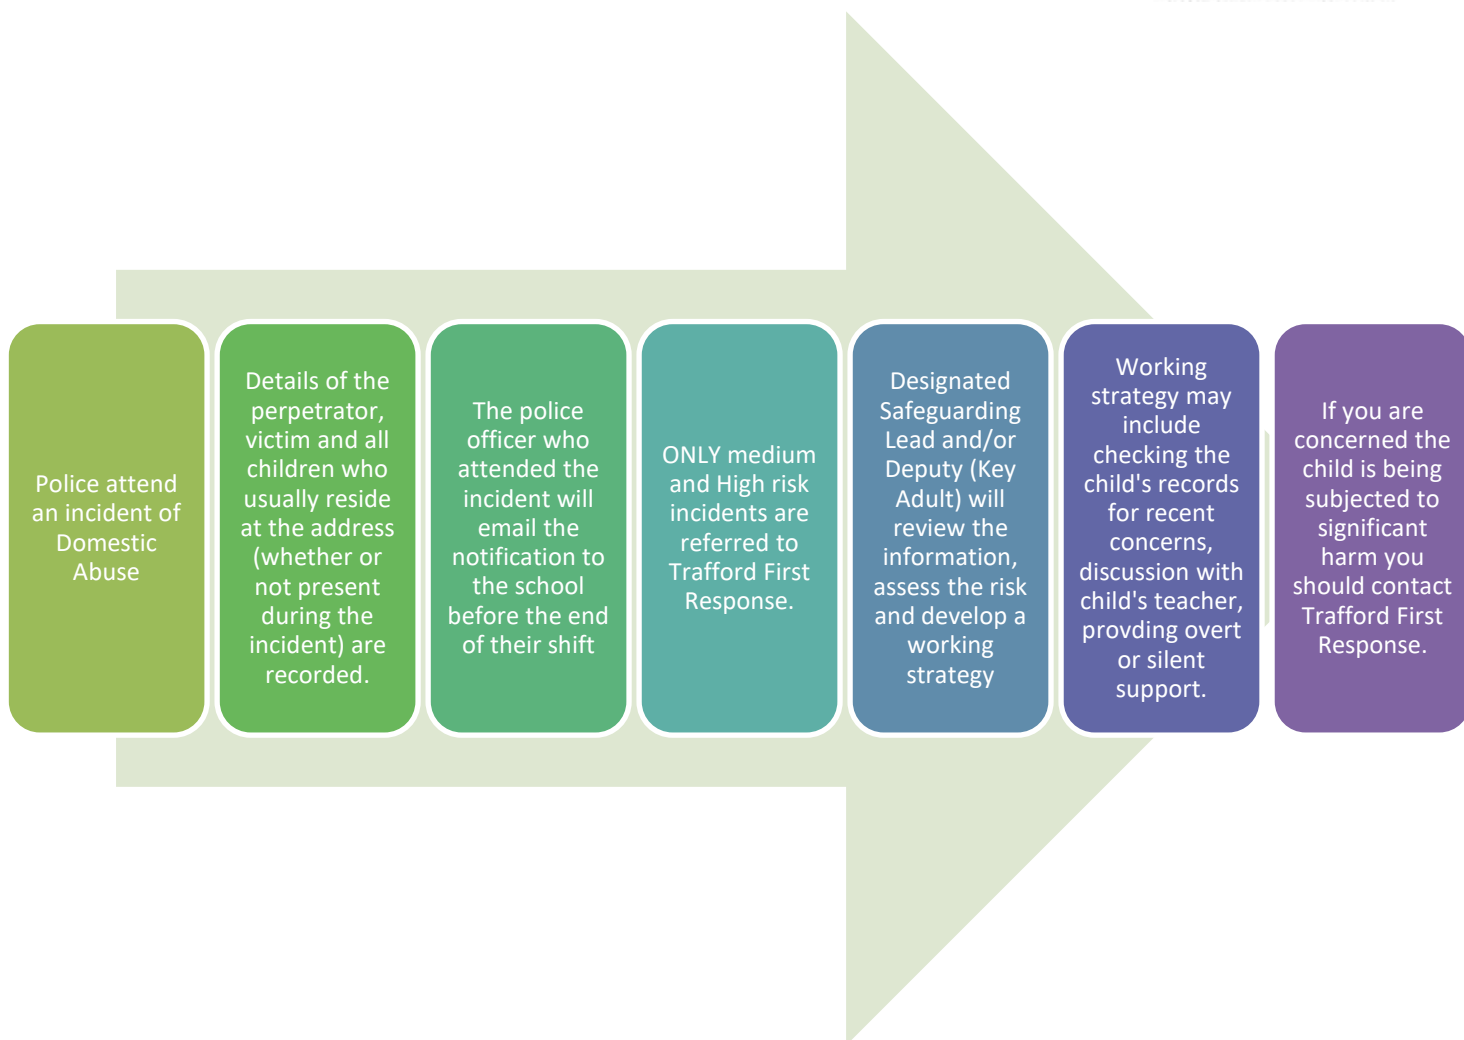 Police attend
an incident of
Domestic
Abuse
Details of the
perpetrator,
victim and all
children who
usually reside
at the address
(whether or
not present
during the
incident) are
recorded.
The police
officer who
attended the
incident will
email the
notification to
the school
before the end
of their shift
ONLY medium
and High risk
incidents are
referred to
Trafford First
Response.
Designated
Safeguarding
Lead and/or
Deputy (Key
Adult) will
review the
information,
assess the risk
and develop a
working
strategy
Working
strategy may
include
checking the
child's records
for recent
concerns,
discussion with
child's teacher,
provding overt
or silent
support.
If you are
concerned the
child is being
subjected to
significant
harm you
should contact
Trafford First
Response.